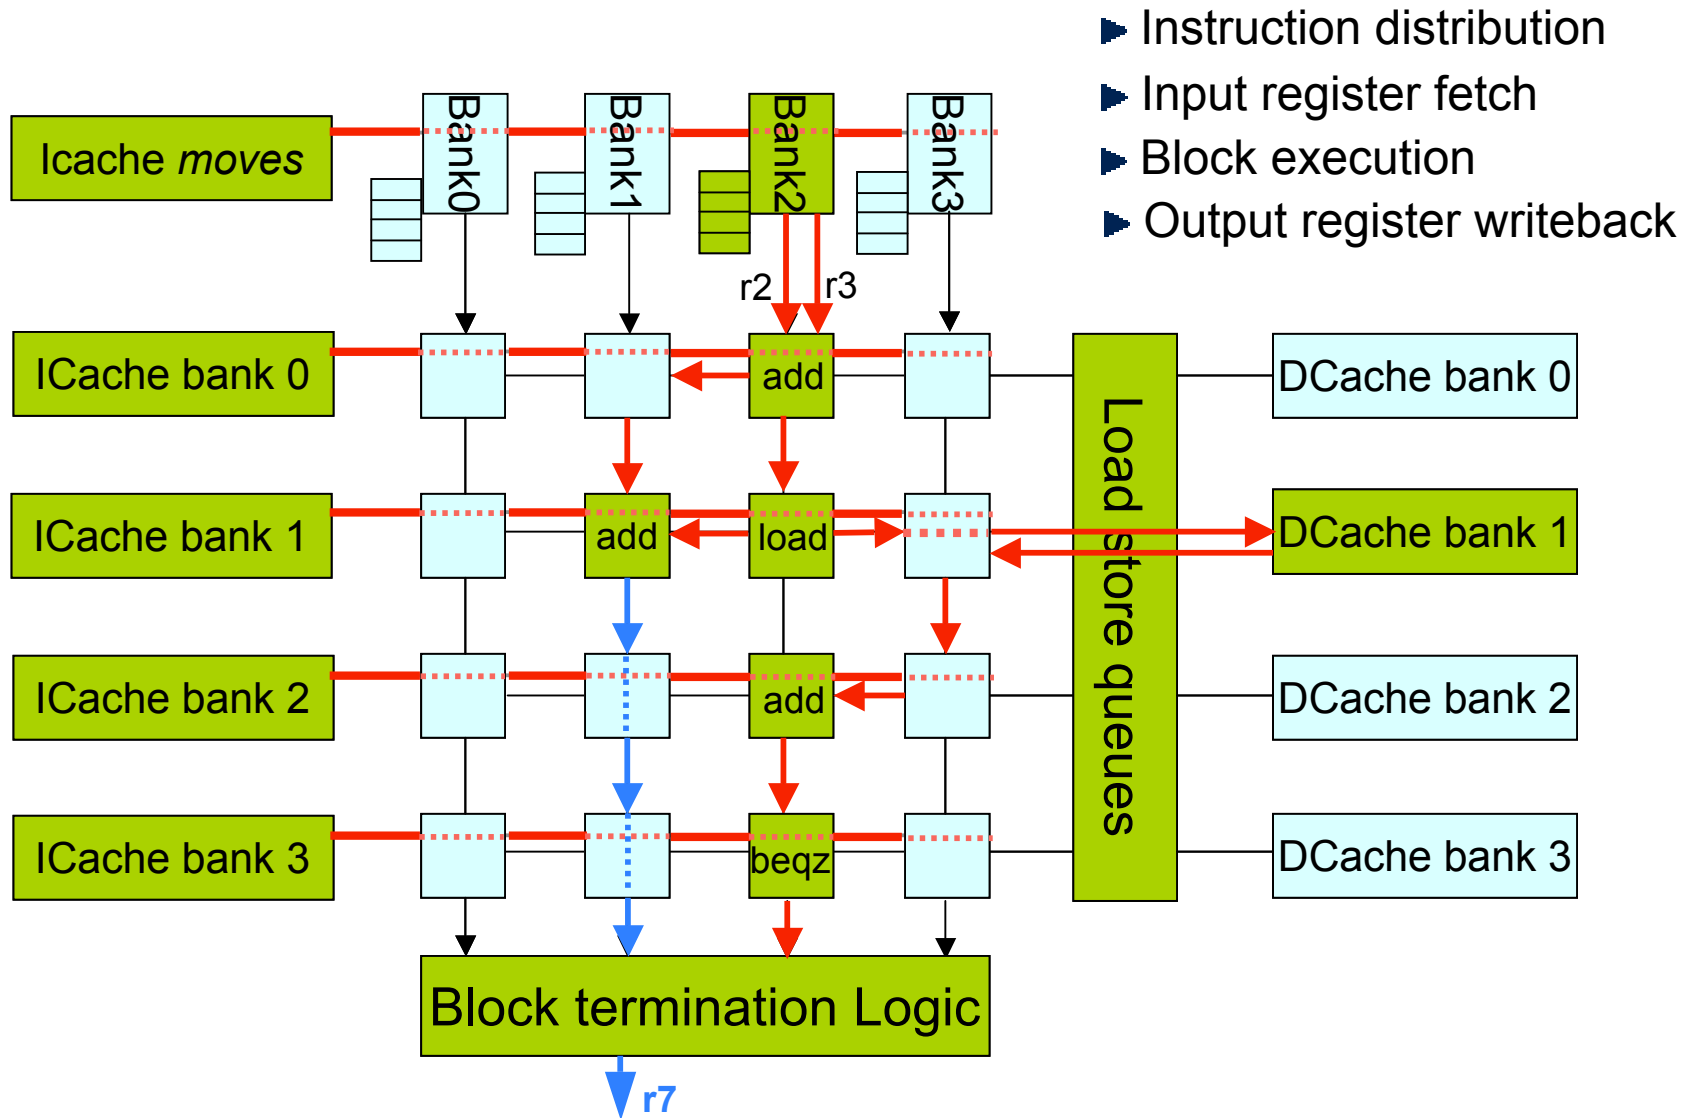 Instruction distribution
Input register fetch
Block execution
Output register writeback
Icache moves
Bank0
Bank1
Bank2
Bank3
r2
r3
ICache bank 0
add
DCache bank 0
ICache bank 1
add
load
DCache bank 1
Load store queues
ICache bank 2
add
DCache bank 2
ICache bank 3
beqz
DCache bank 3
Block termination Logic
r7